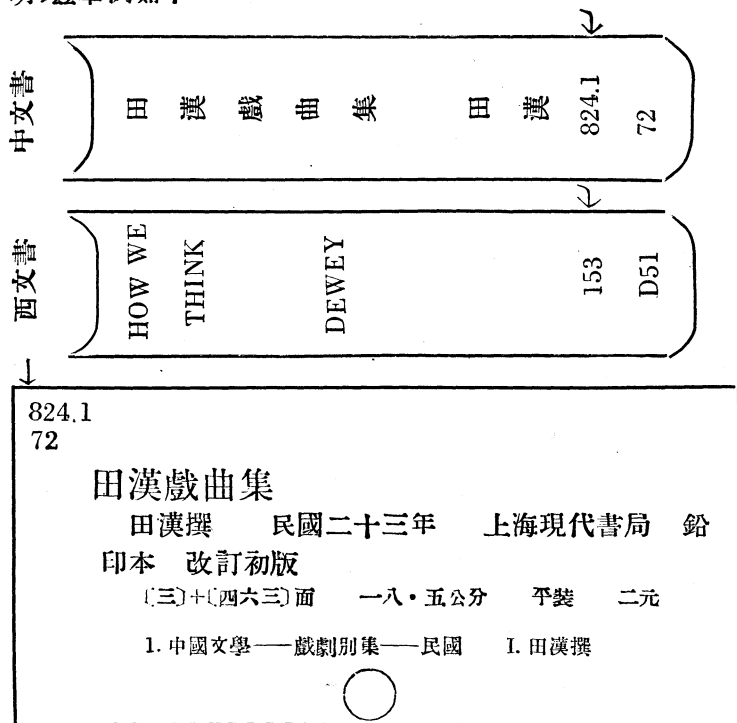 中文書
田漢戲曲集 田漢 824.1 72
西文書
HOW WE THINK DEWEY 153 D51
824.1
72
田漢戲曲集
田漢撰 民國二十三年 上海現代書局 鉛
印本 改訂初版
〔三〕+〔四六三〕面 一八·五公分 平裝 二元
1. 中國文學——戲劇別集——民國 I. 田漢撰